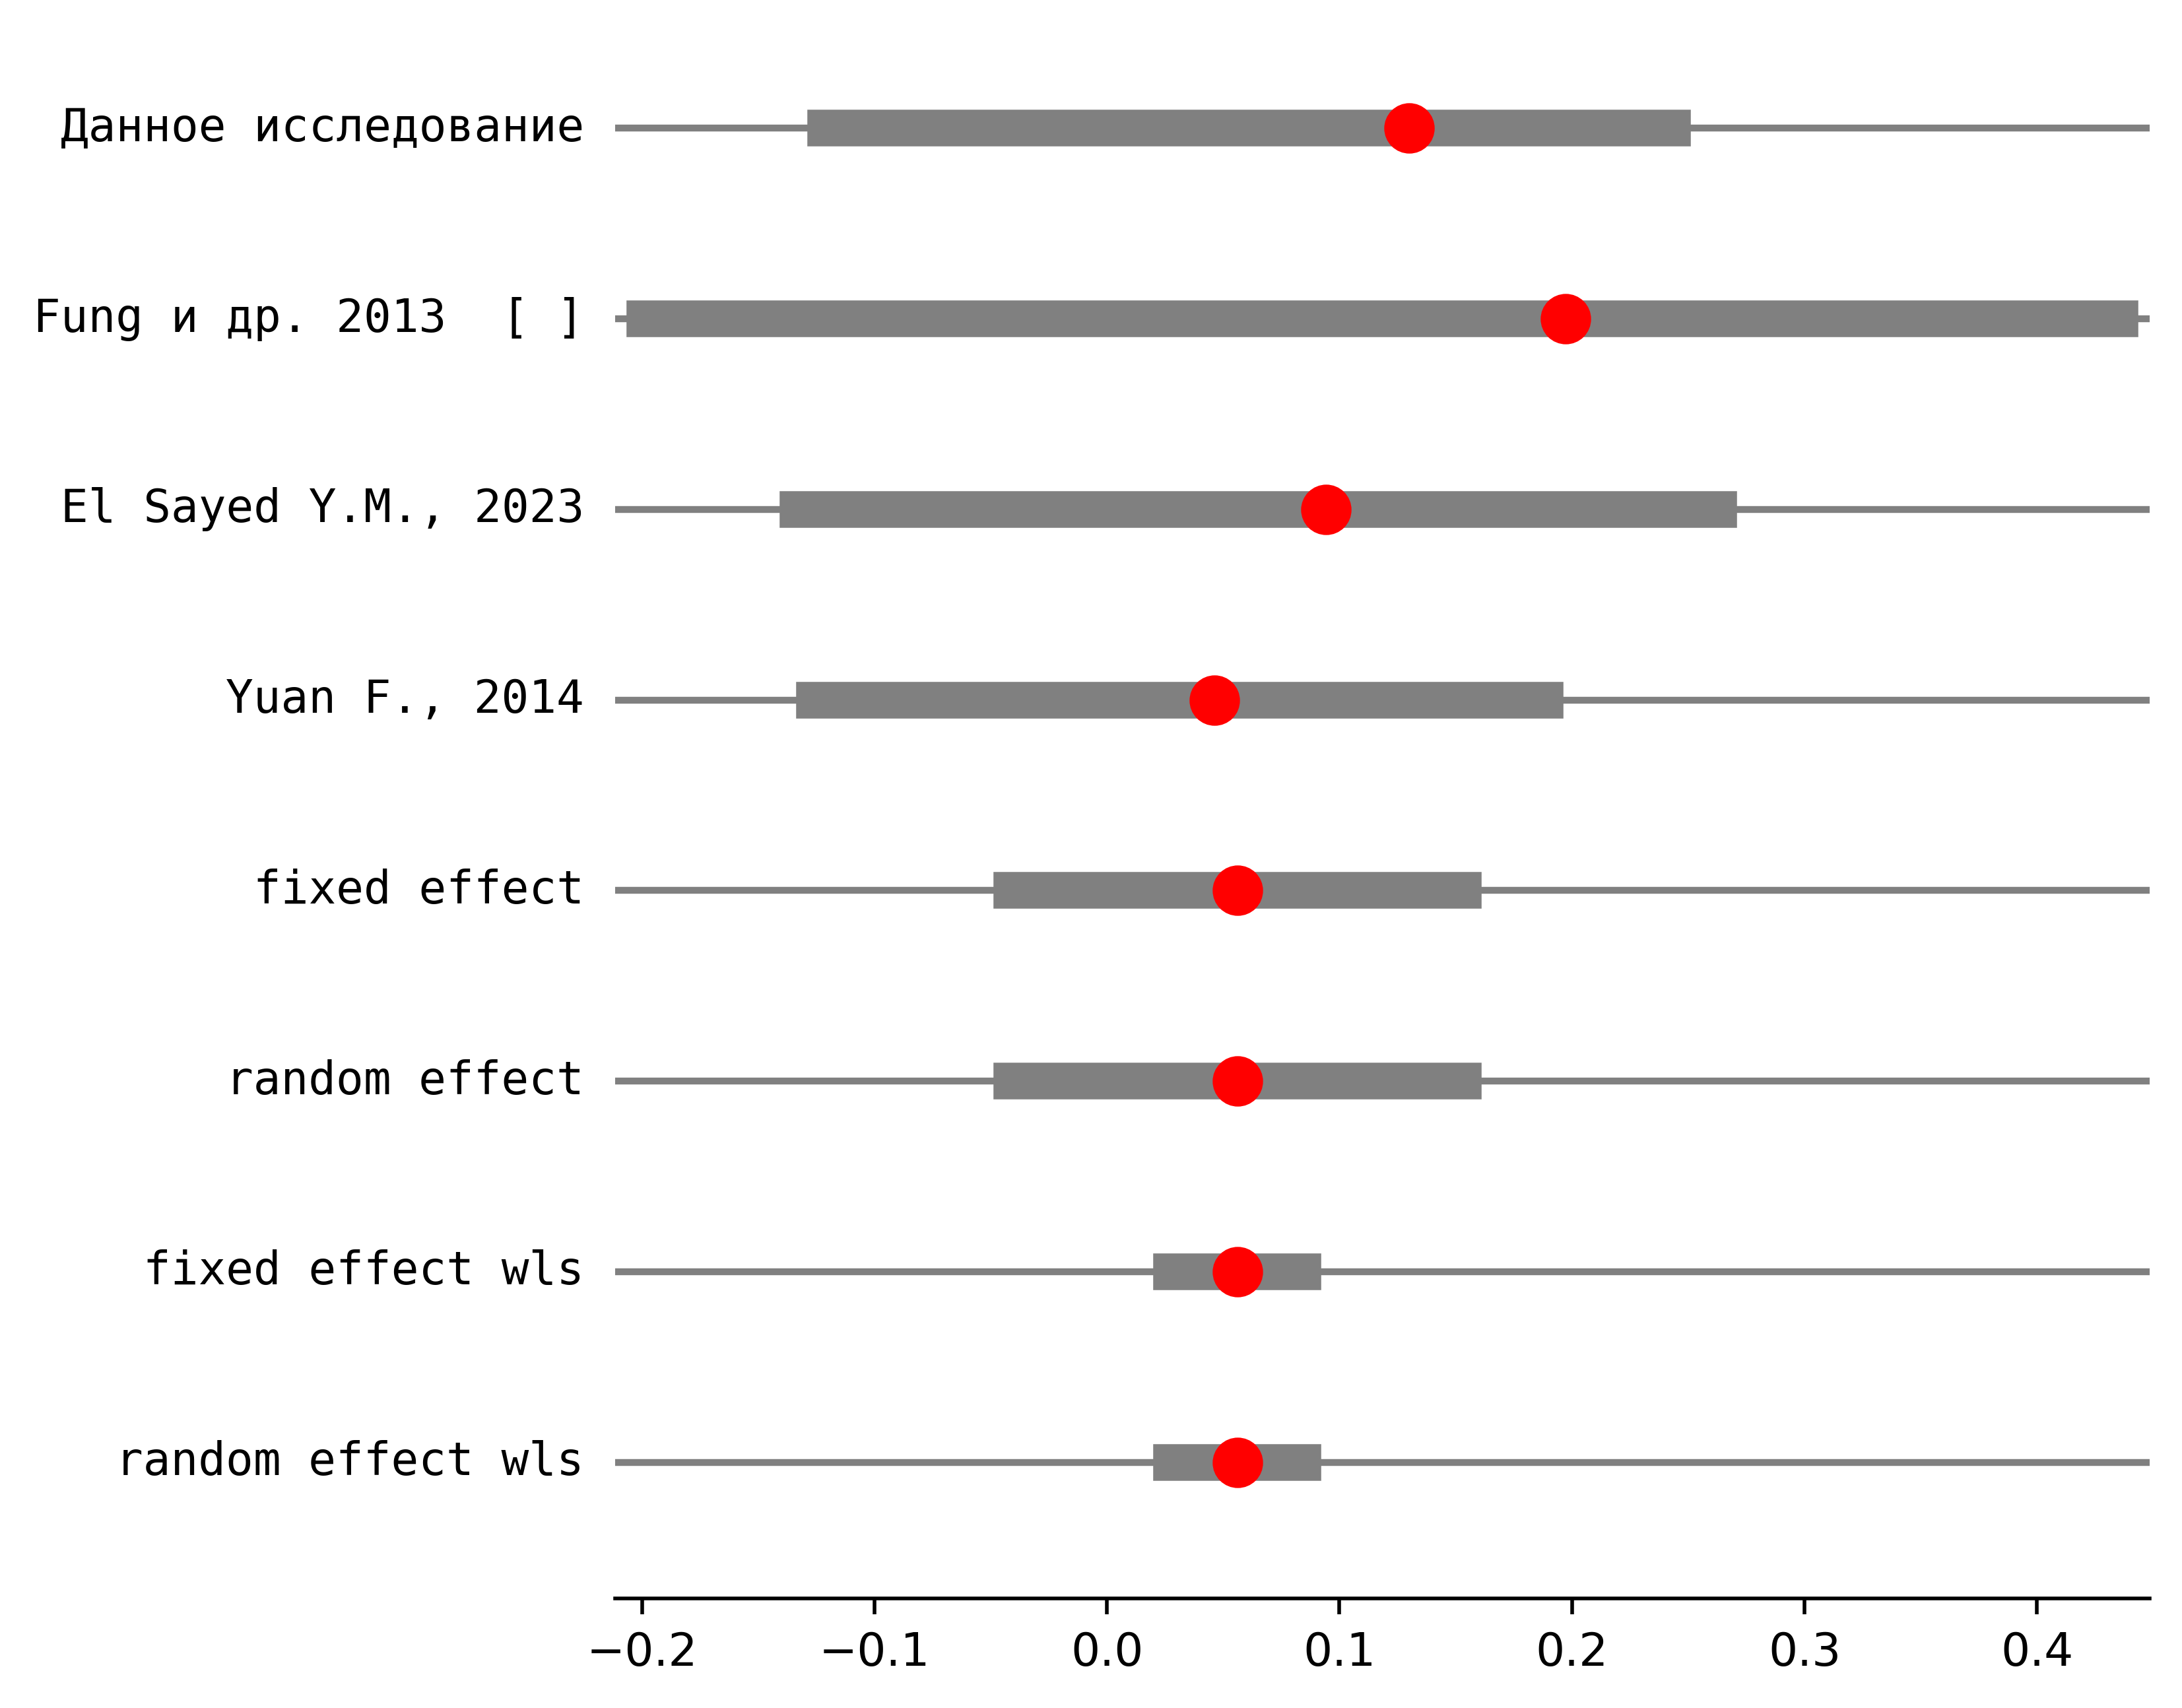 Данное исследование
Fung и др. 2013  [ ]
El Sayed Y.M., 2023
Yuan F., 2014
fixed effect
random effect
fixed effect wls
random effect wls
−0.2 −0.1 0.0 0.1 0.2 0.3 0.4